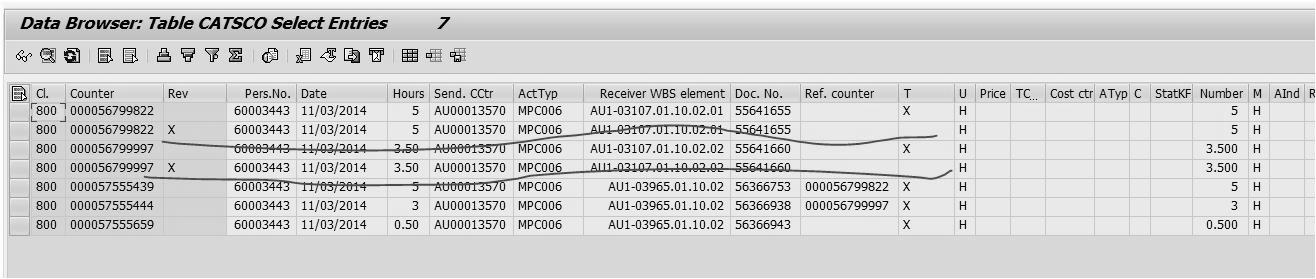 Data Browser: Table CATSCO Select Entries 7
Cl. Counter Rev Pers.No. Date Hours Send. CCtr ActTyp Receiver WBS element Doc. No. Ref. counter T U Price TC... Cost ctr ATyp C StatKF Number M AInd R
800 000056799822 60003443 11/03/2014 5 AU00013570 MPC006 AU1-03107.01.10.02.01 55641655 X H 5 H
800 000056799822 X 60003443 11/03/2014 5 AU00013570 MPC006 AU1-03107.01.10.02.01 55641655 H 5 H
800 000056799997 60003443 11/03/2014 3.50 AU00013570 MPC006 AU1-03107.01.10.02.02 55641660 X H 3.500 H
800 000056799997 X 60003443 11/03/2014 3.50 AU00013570 MPC006 AU1-03107.01.10.02.02 55641660 H 3.500 H
800 000057555439 60003443 11/03/2014 5 AU00013570 MPC006 AU1-03965.01.10.02 56366753 000056799822 X H 5 H
800 000057555444 60003443 11/03/2014 3 AU00013570 MPC006 AU1-03965.01.10.02 56366938 000056799997 X H 3 H
800 000057555659 60003443 11/03/2014 0.50 AU00013570 MPC006 AU1-03965.01.10.02 56366943 X H 0.500 H